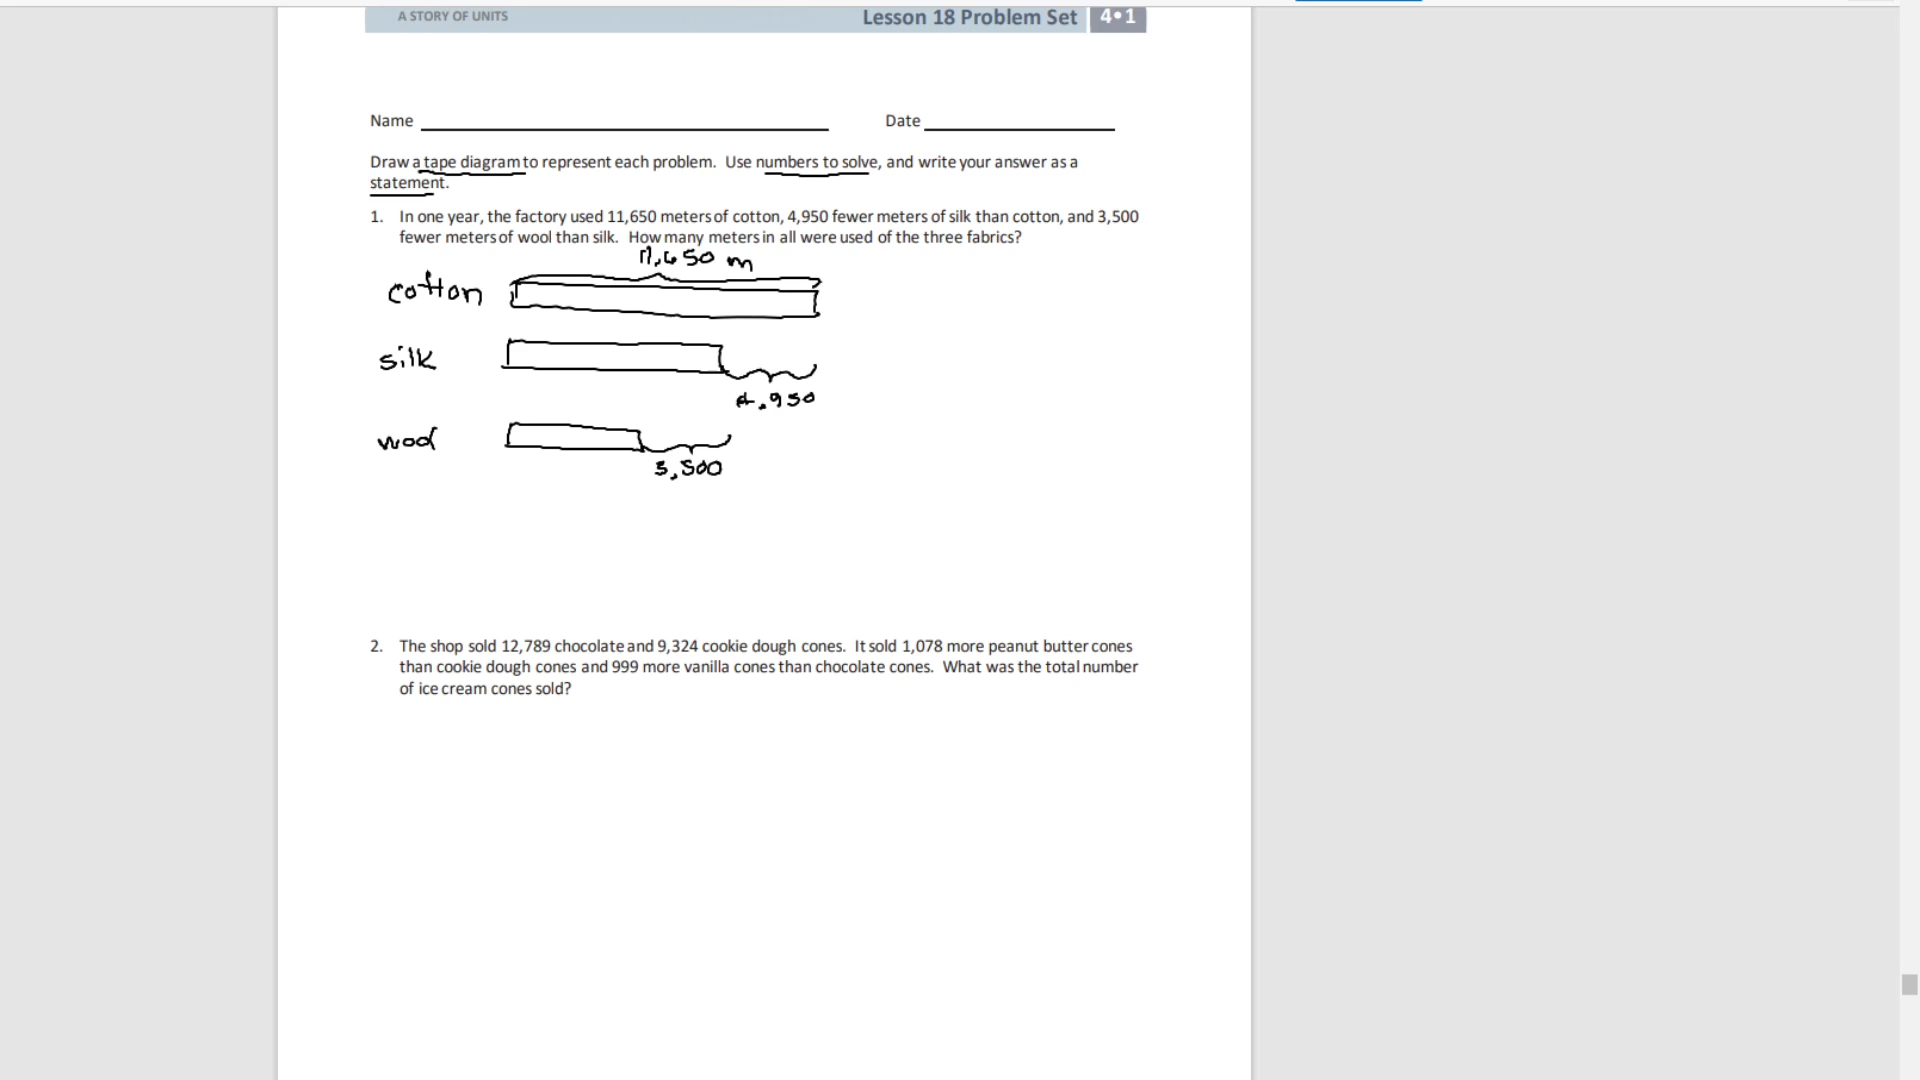 A STORY OF UNITS
Lesson 18 Problem Set 4•1
Name
Date
Draw a tape diagram to represent each problem. Use numbers to solve, and write your answer as a
statement.
1. In one year, the factory used 11,650 meters of cotton, 4,950 fewer meters of silk than cotton, and 3,500
fewer meters of wool than silk. How many meters in all were used of the three fabrics?
11,650 m
cotton
silk
4,950
wool
3,500
2. The shop sold 12,789 chocolate and 9,324 cookie dough cones. It sold 1,078 more peanut butter cones
than cookie dough cones and 999 more vanilla cones than chocolate cones. What was the total number
of ice cream cones sold?